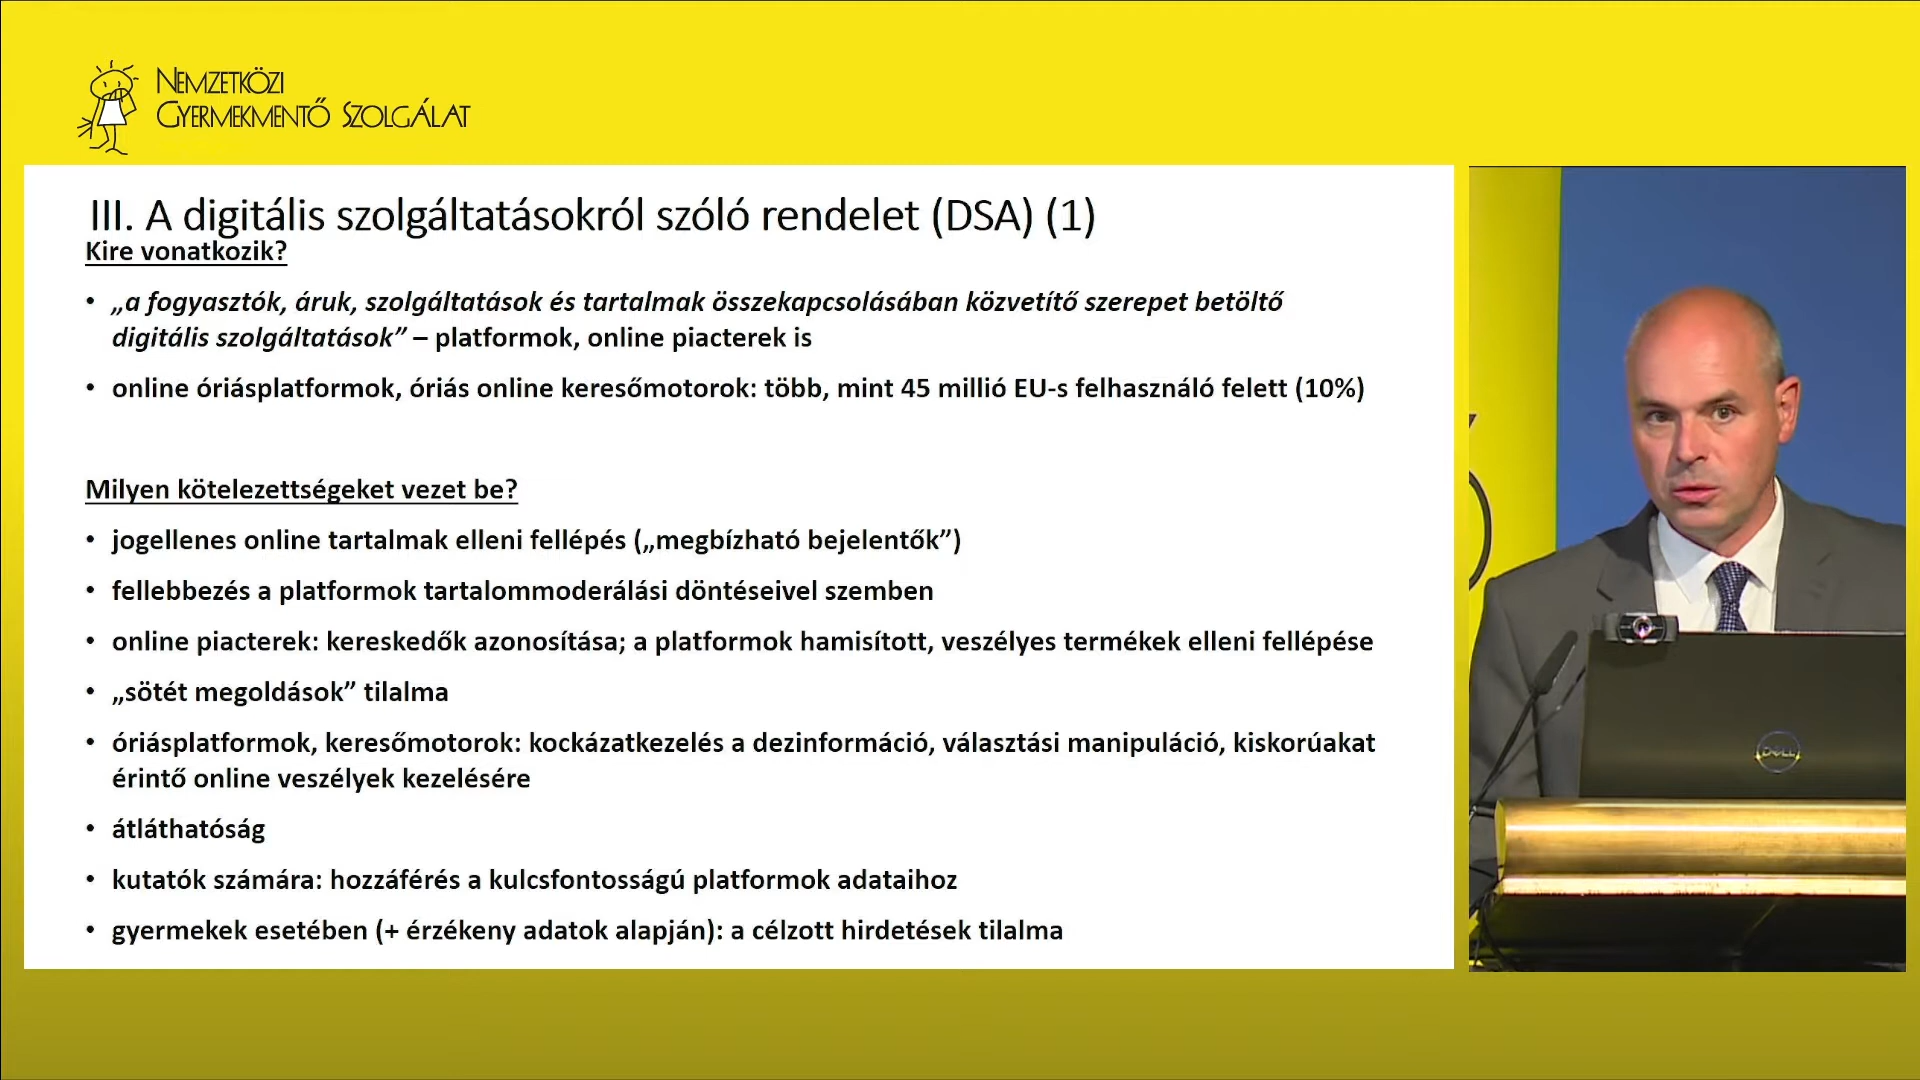 NEMZETKÖZI
GYERMEKMENTŐ SZOLGÁLAT
III. A digitális szolgáltatásokról szóló rendelet (DSA) (1)
Kire vonatkozik?
• „a fogyasztók, áruk, szolgáltatások és tartalmak összekapcsolásában közvetítő szerepet betöltő
digitális szolgáltatások” – platformok, online piacterek is
• online óriásplatformok, óriás online keresőmotorok: több, mint 45 millió EU-s felhasználó felett (10%)
Milyen kötelezettségeket vezet be?
• jogellenes online tartalmak elleni fellépés („megbízható bejelentők”)
• fellebbezés a platformok tartalommoderálási döntéseivel szemben
• online piacterek: kereskedők azonosítása; a platformok hamisított, veszélyes termékek elleni fellépése
• „sötét megoldások” tilalma
• óriásplatformok, keresőmotorok: kockázatkezelés a dezinformáció, választási manipuláció, kiskorúakat
érintő online veszélyek kezelésére
• átláthatóság
• kutatók számára: hozzáférés a kulcsfontosságú platformok adataihoz
• gyermekek esetében (+ érzékeny adatok alapján): a célzott hirdetések tilalma
DELL